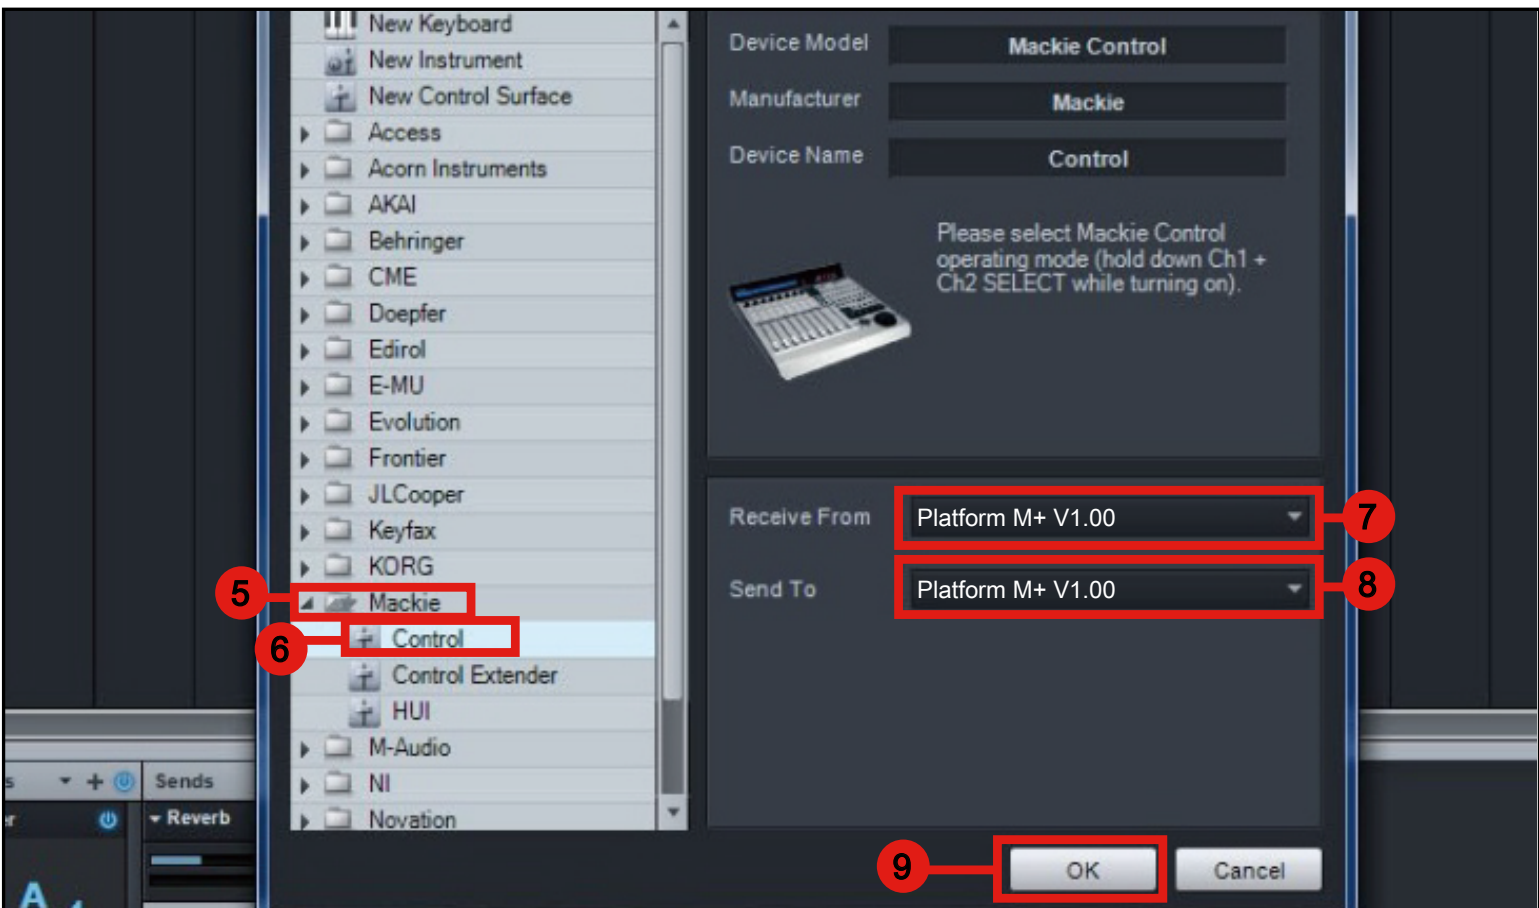 New Keyboard
New Instrument
New Control Surface
Access
Acorn Instruments
AKAI
Behringer
CME
Doepfer
Edirol
E-MU
Evolution
Frontier
JLCooper
Keyfax
KORG
5
Mackie
6
Control
Control Extender
HUI
M-Audio
NI
Novation
Device Model
Mackie Control
Manufacturer
Mackie
Device Name
Control
Please select Mackie Control
operating mode (hold down Ch1 +
Ch2 SELECT while turning on).
Receive From
Platform M+ V1.00
7
Send To
Platform M+ V1.00
8
9
OK
Cancel
s
Sends
er
Reverb
A